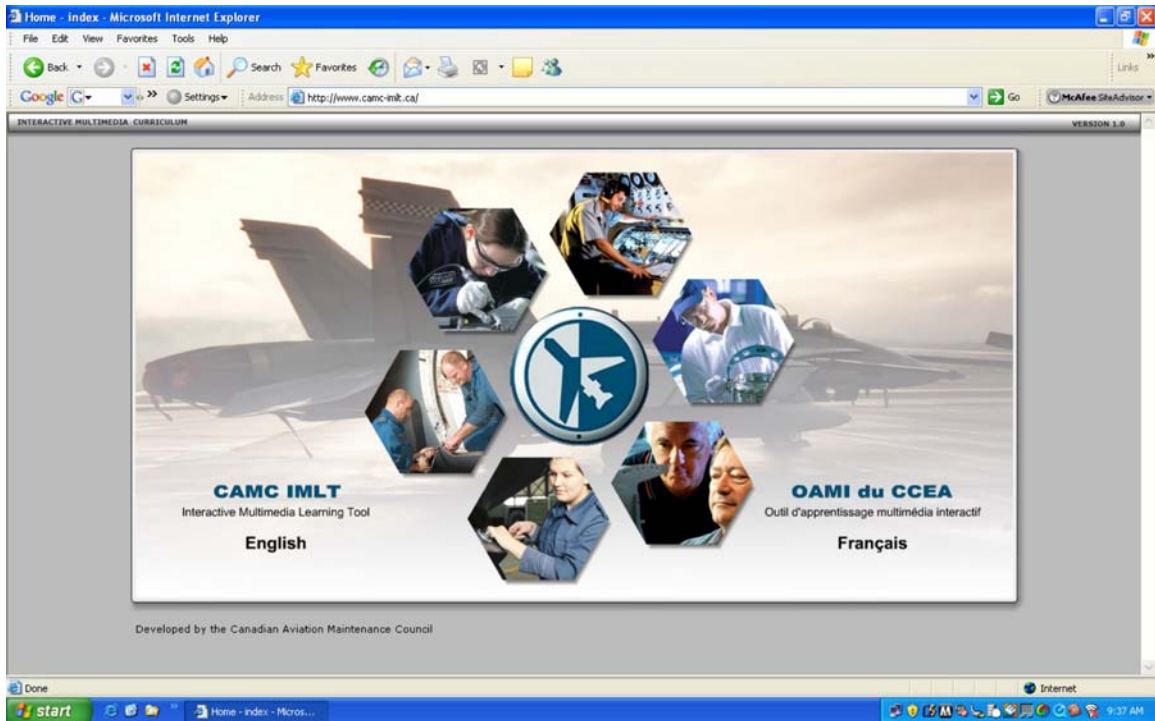 Home - index - Microsoft Internet Explorer
File Edit View Favorites Tools Help
Back Search Favorites Links
Google Settings Address http://www.camc-imlt.ca/ Go McAfee SiteAdvisor
INTERACTIVE MULTIMEDIA CURRICULUM VERSION 1.0
CAMC IMLT
Interactive Multimedia Learning Tool
English
OAMI du CCEA
Outil d'apprentissage multimédia interactif
Français
Developed by the Canadian Aviation Maintenance Council
Done Internet
start Home - index - Micros... 9:37 AM